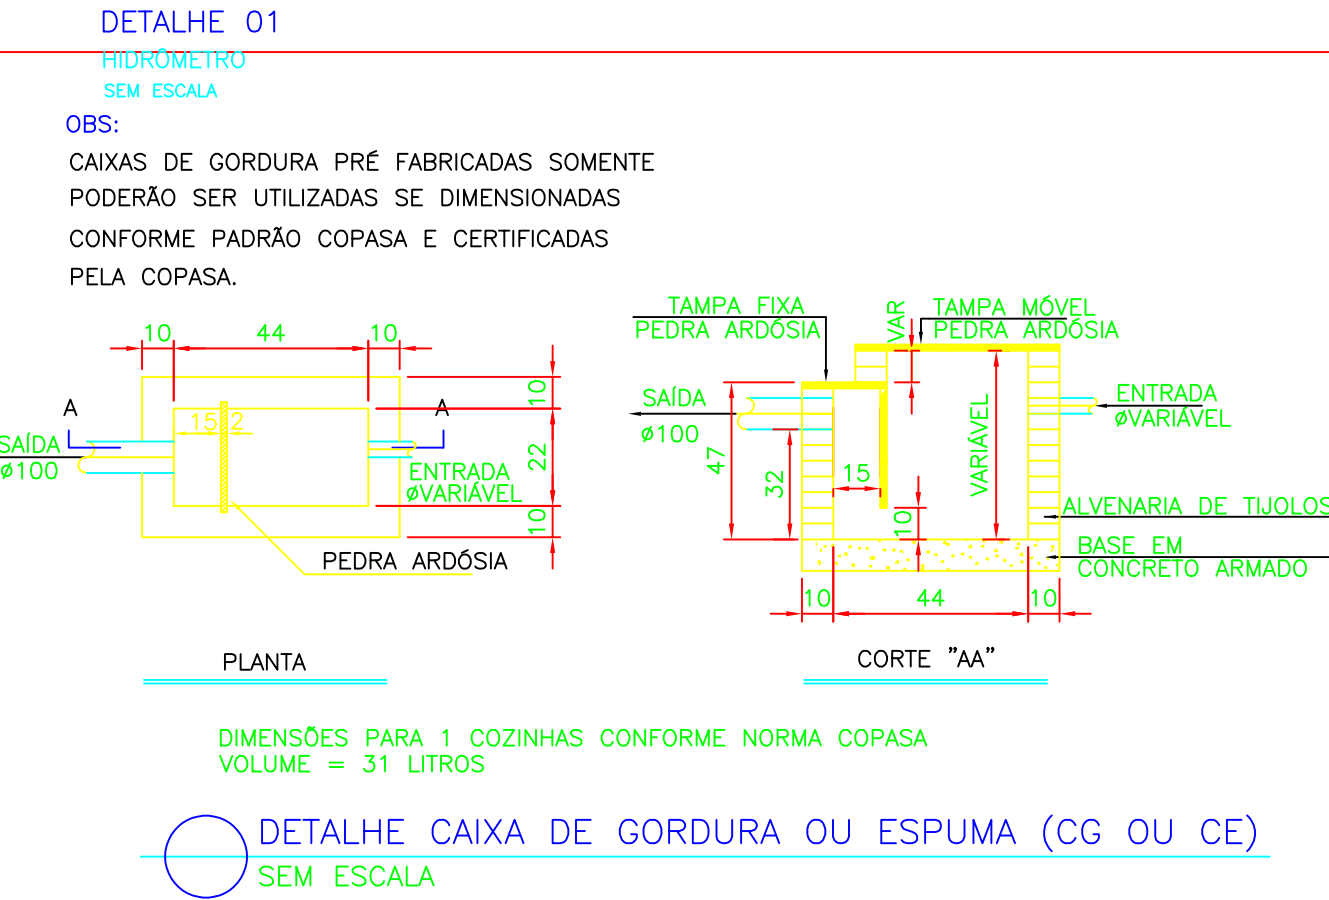 DETALHE 01
HIDRÔMETRO
SEM ESCALA
OBS:
CAIXAS DE GORDURA PRÉ FABRICADAS SOMENTE
PODERÃO SER UTILIZADAS SE DIMENSIONADAS
CONFORME PADRÃO COPASA E CERTIFICADAS
PELA COPASA.
10 44 10
10
22
10
A
A
15 2
SAÍDA
ø100
ENTRADA
øVARIÁVEL
PEDRA ARDÓSIA
PLANTA
TAMPA FIXA
PEDRA ARDÓSIA
VAR
TAMPA MÓVEL
PEDRA ARDÓSIA
SAÍDA
ø100
47
32
15
10
VARIÁVEL
ENTRADA
øVARIÁVEL
ALVENARIA DE TIJOLOS
BASE EM
CONCRETO ARMADO
10 44 10
CORTE "AA"
DIMENSÕES PARA 1 COZINHAS CONFORME NORMA COPASA
VOLUME = 31 LITROS
DETALHE CAIXA DE GORDURA OU ESPUMA (CG OU CE)
SEM ESCALA